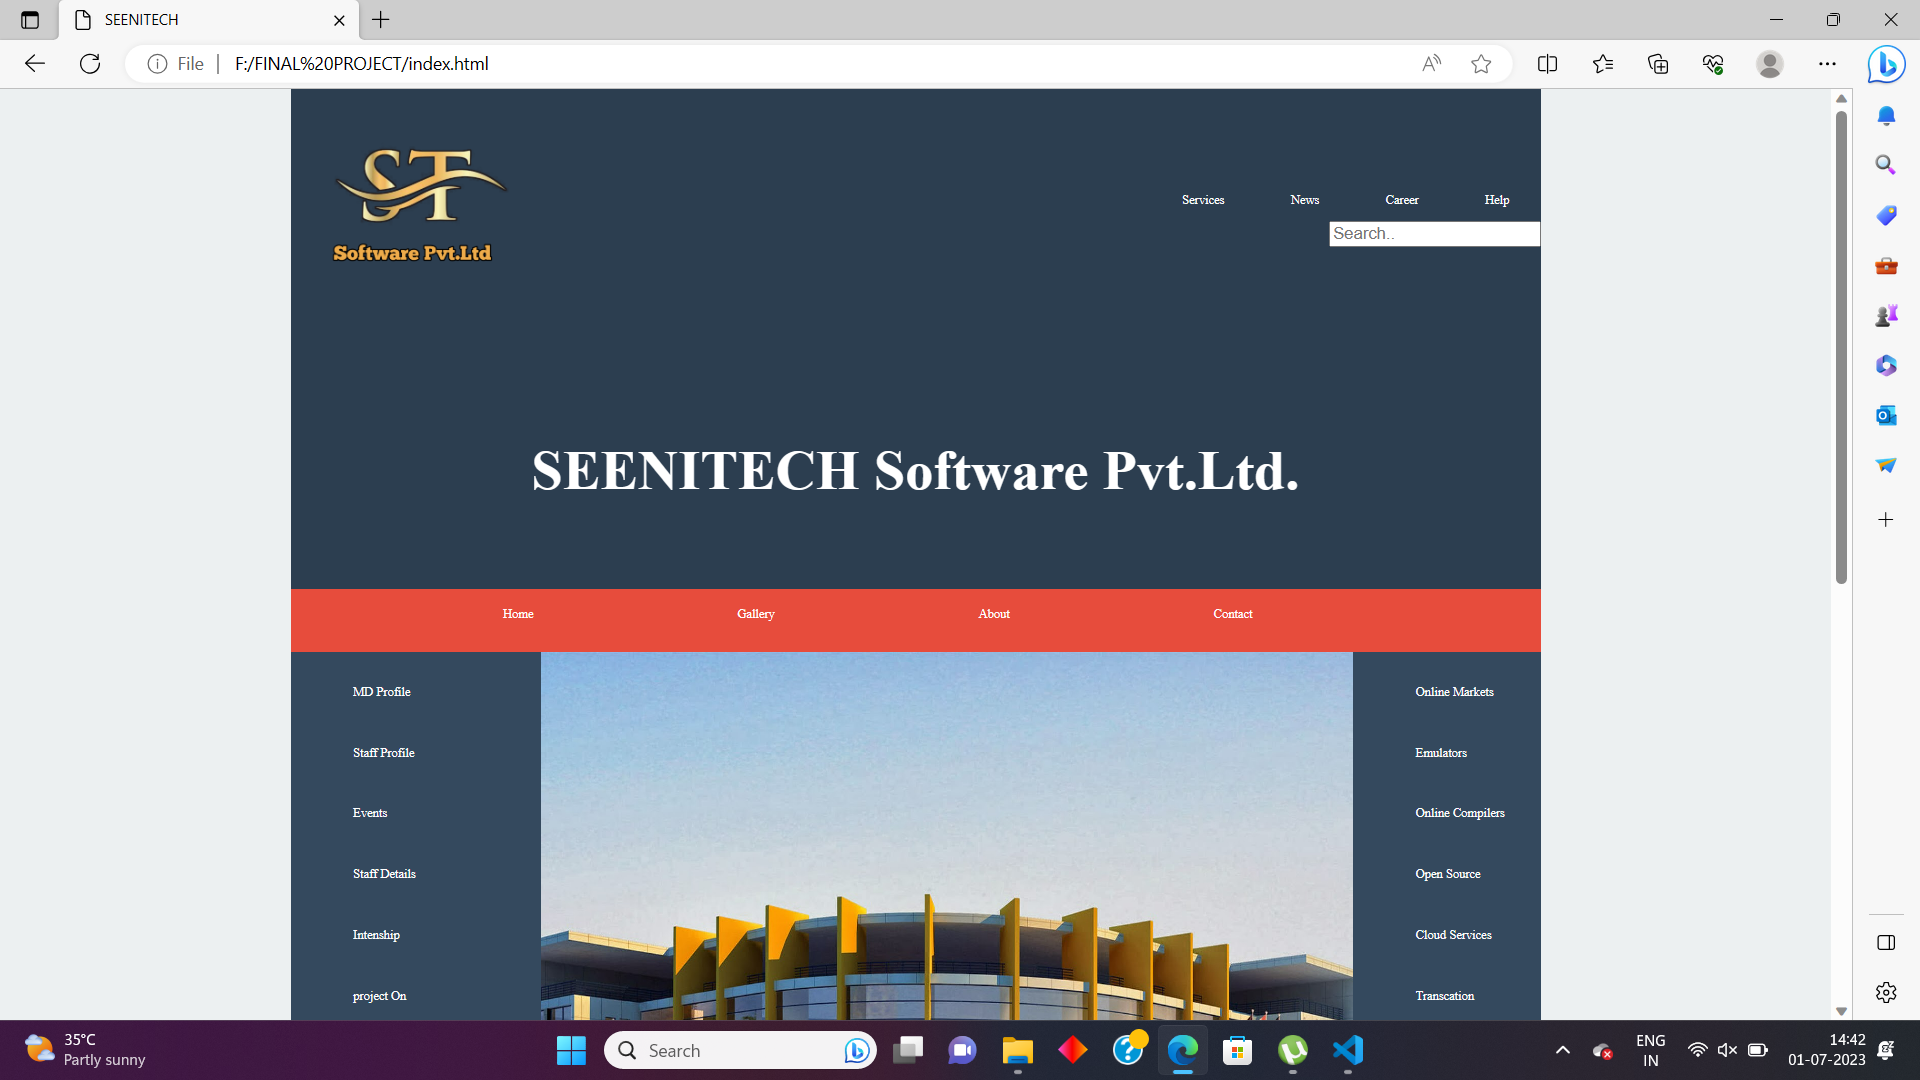 SEENITECH
File
F:/FINAL%20PROJECT/index.html
ST
Software Pvt.Ltd
Services News Career Help
Search..
SEENITECH Software Pvt.Ltd.
Home Gallery About Contact
MD Profile
Staff Profile
Events
Staff Details
Intenship
project On
Online Markets
Emulators
Online Compilers
Open Source
Cloud Services
Transcation
35°C
Partly sunny
Search
ENG
IN
14:42
01-07-2023